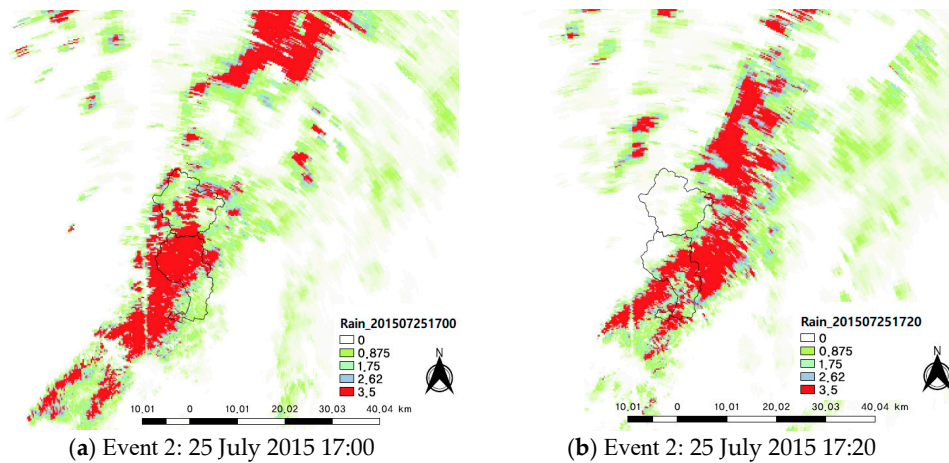 Rain_201507251700
0
0,875
1,75
2,62
3,5
N
10,01 0 10,01 20,03 30,03 40,04 km
(a) Event 2: 25 July 2015 17:00
Rain_201507251720
0
0,875
1,75
2,62
3,5
N
10,01 0 10,01 20,03 30,03 40,04 km
(b) Event 2: 25 July 2015 17:20